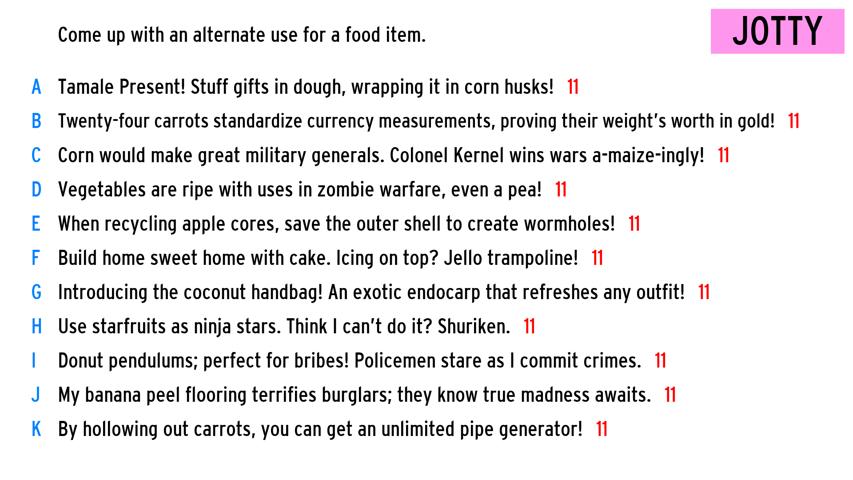 Come up with an alternate use for a food item.
JOTTY
A Tamale Present! Stuff gifts in dough, wrapping it in corn husks! 11
B Twenty-four carrots standardize currency measurements, proving their weight's worth in gold! 11
C Corn would make great military generals. Colonel Kernel wins wars a-maize-ingly! 11
D Vegetables are ripe with uses in zombie warfare, even a pea! 11
E When recycling apple cores, save the outer shell to create wormholes! 11
F Build home sweet home with cake. Icing on top? Jello trampoline! 11
G Introducing the coconut handbag! An exotic endocarp that refreshes any outfit! 11
H Use starfruits as ninja stars. Think I can't do it? Shuriken. 11
I Donut pendulums; perfect for bribes! Policemen stare as I commit crimes. 11
J My banana peel flooring terrifies burglars; they know true madness awaits. 11
K By hollowing out carrots, you can get an unlimited pipe generator! 11